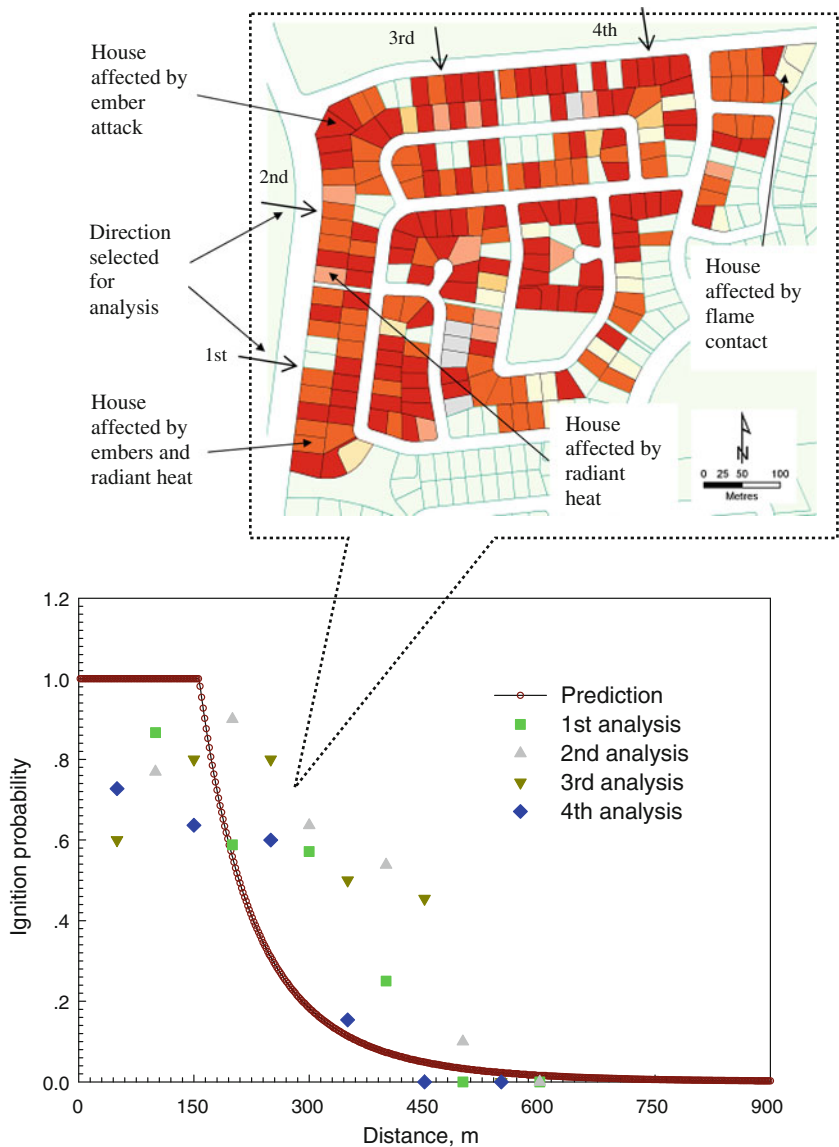 House
affected by
ember
attack
3rd
4th
2nd
Direction
selected
for
analysis
1st
House
affected by
embers and
radiant heat
House
affected by
flame
contact
House
affected by
radiant
heat
N
0 25 50 100
Metres
Ignition probability
1.2
1.0
.8
.6
.4
.2
0.0
Prediction
1st analysis
2nd analysis
3rd analysis
4th analysis
0 150 300 450 600 750 900
Distance, m